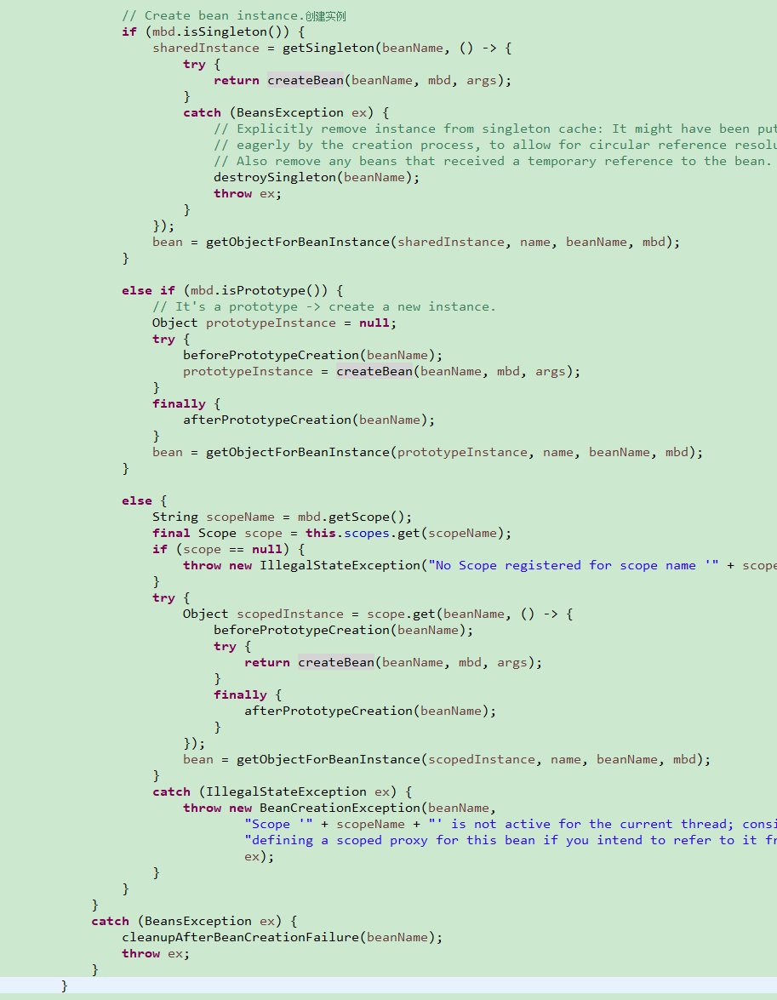 // Create bean instance.创建实例
if (mbd.isSingleton()) {
sharedInstance = getSingleton(beanName, () -> {
try {
return createBean(beanName, mbd, args);
}
catch (BeansException ex) {
// Explicitly remove instance from singleton cache: It might have been put
// eagerly by the creation process, to allow for circular reference resolu
// Also remove any beans that received a temporary reference to the bean.
destroySingleton(beanName);
throw ex;
}
});
bean = getObjectForBeanInstance(sharedInstance, name, beanName, mbd);
}
else if (mbd.isPrototype()) {
// It's a prototype -> create a new instance.
Object prototypeInstance = null;
try {
beforePrototypeCreation(beanName);
prototypeInstance = createBean(beanName, mbd, args);
}
finally {
afterPrototypeCreation(beanName);
}
bean = getObjectForBeanInstance(prototypeInstance, name, beanName, mbd);
}
else {
String scopeName = mbd.getScope();
final Scope scope = this.scopes.get(scopeName);
if (scope == null) {
throw new IllegalStateException("No Scope registered for scope name '" + scope
}
try {
Object scopedInstance = scope.get(beanName, () -> {
beforePrototypeCreation(beanName);
try {
return createBean(beanName, mbd, args);
}
finally {
afterPrototypeCreation(beanName);
}
});
bean = getObjectForBeanInstance(scopedInstance, name, beanName, mbd);
}
catch (IllegalStateException ex) {
throw new BeanCreationException(beanName,
"Scope '" + scopeName + "' is not active for the current thread; consi
"defining a scoped proxy for this bean if you intend to refer to it fr
ex);
}
}
}
catch (BeansException ex) {
cleanupAfterBeanCreationFailure(beanName);
throw ex;
}
}